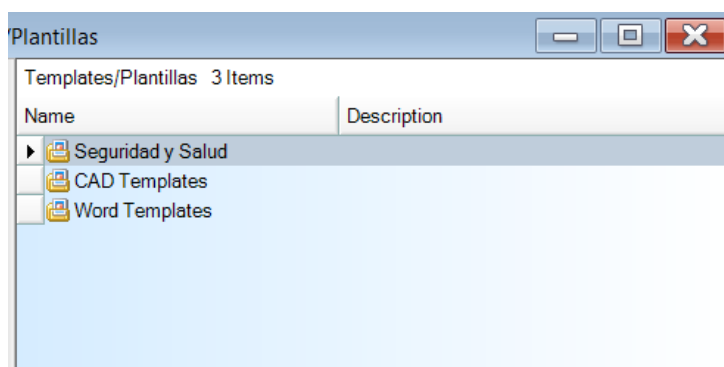 /Plantillas
Templates/Plantillas 3 Items
Name Description
Seguridad y Salud
CAD Templates
Word Templates